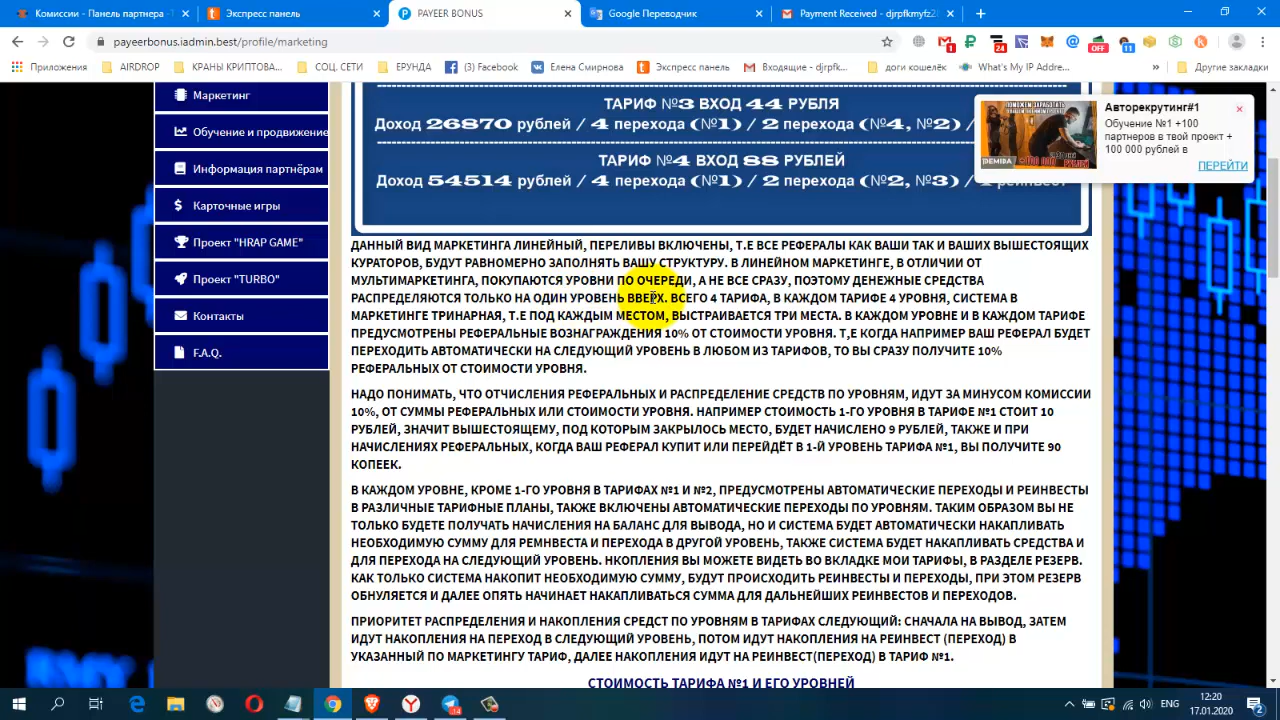 Комиссии - Панель партнера -
Экспресс панель
PAYEER BONUS
Google Переводчик
Payment Received - djrpfkmyfz2
payeerbonus.iadmin.best/profile/marketing
1
24
OFF
11
Приложения
AIRDROP
КРАНЫ КРИПТОВА...
СОЦ. СЕТИ
ЕРУНДА
(3) Facebook
Елена Смирнова
Экспресс панель
Входящие - djrpfk...
доги кошелёк
What's My IP Addre...
»
Другие закладки
Маркетинг
Обучение и продвижение
Информация партнёрам
Карточные игры
Проект "HRAP GAME"
Проект "TURBO"
Контакты
F.A.Q.
ТАРИФ №3 ВХОД 44 РУБЛЯ
Доход 26870 рублей / 4 перехода (№1) / 2 перехода (№4, №2) /
ТАРИФ №4 ВХОД 88 РУБЛЕЙ
Доход 54514 рублей / 4 перехода (№1) / 2 перехода (№2, №3) / 1 реинвест
Авторекрутинг#1
Обучение №1 +100
партнеров в твой проект +
100 000 рублей в
ПЕРЕЙТИ
ДАННЫЙ ВИД МАРКЕТИНГА ЛИНЕЙНЫЙ, ПЕРЕЛИВЫ ВКЛЮЧЕНЫ, Т.Е ВСЕ РЕФЕРАЛЫ КАК ВАШИ ТАК И ВАШИХ ВЫШЕСТОЯЩИХ
КУРАТОРОВ, БУДУТ РАВНОМЕРНО ЗАПОЛНЯТЬ ВАШУ СТРУКТУРУ. В ЛИНЕЙНОМ МАРКЕТИНГЕ, В ОТЛИЧИИ ОТ
МУЛЬТИМАРКЕТИНГА, ПОКУПАЮТСЯ УРОВНИ ПО ОЧЕРЕДИ, А НЕ ВСЕ СРАЗУ, ПОЭТОМУ ДЕНЕЖНЫЕ СРЕДСТВА
РАСПРЕДЕЛЯЮТСЯ ТОЛЬКО НА ОДИН УРОВЕНЬ ВВЕРХ. ВСЕГО 4 ТАРИФА, В КАЖДОМ ТАРИФЕ 4 УРОВНЯ, СИСТЕМА В
МАРКЕТИНГЕ ТРИНАРНАЯ, Т.Е ПОД КАЖДЫМ МЕСТОМ, ВЫСТРАИВАЕТСЯ ТРИ МЕСТА. В КАЖДОМ УРОВНЕ И В КАЖДОМ ТАРИФЕ
ПРЕДУСМОТРЕНЫ РЕФЕРАЛЬНЫЕ ВОЗНАГРАЖДЕНИЯ 10% ОТ СТОИМОСТИ УРОВНЯ. Т,Е КОГДА НАПРИМЕР ВАШ РЕФЕРАЛ БУДЕТ
ПЕРЕХОДИТЬ АВТОМАТИЧЕСКИ НА СЛЕДУЮЩИЙ УРОВЕНЬ В ЛЮБОМ ИЗ ТАРИФОВ, ТО ВЫ СРАЗУ ПОЛУЧИТЕ 10%
РЕФЕРАЛЬНЫХ ОТ СТОИМОСТИ УРОВНЯ.
НАДО ПОНИМАТЬ, ЧТО ОТЧИСЛЕНИЯ РЕФЕРАЛЬНЫХ И РАСПРЕДЕЛЕНИЕ СРЕДСТВ ПО УРОВНЯМ, ИДУТ ЗА МИНУСОМ КОМИССИИ
10%, ОТ СУММЫ РЕФЕРАЛЬНЫХ ИЛИ СТОИМОСТИ УРОВНЯ. НАПРИМЕР СТОИМОСТЬ 1-ГО УРОВНЯ В ТАРИФЕ №1 СТОИТ 10
РУБЛЕЙ, ЗНАЧИТ ВЫШЕСТОЯЩЕМУ, ПОД КОТОРЫМ ЗАКРЫЛОСЬ МЕСТО, БУДЕТ НАЧИСЛЕНО 9 РУБЛЕЙ, ТАКЖЕ И ПРИ
НАЧИСЛЕНИЯХ РЕФЕРАЛЬНЫХ, КОГДА ВАШ РЕФЕРАЛ КУПИТ ИЛИ ПЕРЕЙДЁТ В 1-Й УРОВЕНЬ ТАРИФА №1, ВЫ ПОЛУЧИТЕ 90
КОПЕЕК.
В КАЖДОМ УРОВНЕ, КРОМЕ 1-ГО УРОВНЯ В ТАРИФАХ №1 И №2, ПРЕДУСМОТРЕНЫ АВТОМАТИЧЕСКИЕ ПЕРЕХОДЫ И РЕИНВЕСТЫ
В РАЗЛИЧНЫЕ ТАРИФНЫЕ ПЛАНЫ, ТАКЖЕ ВКЛЮЧЕНЫ АВТОМАТИЧЕСКИЕ ПЕРЕХОДЫ ПО УРОВНЯМ. ТАКИМ ОБРАЗОМ ВЫ НЕ
ТОЛЬКО БУДЕТЕ ПОЛУЧАТЬ НАЧИСЛЕНИЯ НА БАЛАНС ДЛЯ ВЫВОДА, НО И СИСТЕМА БУДЕТ АВТОМАТИЧЕСКИ НАКАПЛИВАТЬ
НЕОБХОДИМУЮ СУММУ ДЛЯ РЕМНВЕСТА И ПЕРЕХОДА В ДРУГОЙ УРОВЕНЬ, ТАКЖЕ СИСТЕМА БУДЕТ НАКАПЛИВАТЬ СРЕДСТВА И
ДЛЯ ПЕРЕХОДА НА СЛЕДУЮЩИЙ УРОВЕНЬ. НКОПЛЕНИЯ ВЫ МОЖЕТЕ ВИДЕТЬ ВО ВКЛАДКЕ МОИ ТАРИФЫ, В РАЗДЕЛЕ РЕЗЕРВ.
КАК ТОЛЬКО СИСТЕМА НАКОПИТ НЕОБХОДИМУЮ СУММУ, БУДУТ ПРОИСХОДИТЬ РЕИНВЕСТЫ И ПЕРЕХОДЫ, ПРИ ЭТОМ РЕЗЕРВ
ОБНУЛЯЕТСЯ И ДАЛЕЕ ОПЯТЬ НАЧИНАЕТ НАКАПЛИВАТЬСЯ СУММА ДЛЯ ДАЛЬНЕЙШИХ РЕИНВЕСТОВ И ПЕРЕХОДОВ.
ПРИОРИТЕТ РАСПРЕДЕЛЕНИЯ И НАКОПЛЕНИЯ СРЕДСТ ПО УРОВНЯМ В ТАРИФАХ СЛЕДУЮЩИЙ: СНАЧАЛА НА ВЫВОД, ЗАТЕМ
ИДУТ НАКОПЛЕНИЯ НА ПЕРЕХОД В СЛЕДУЮЩИЙ УРОВЕНЬ, ПОТОМ ИДУТ НАКОПЛЕНИЯ НА РЕИНВЕСТ (ПЕРЕХОД) В
УКАЗАННЫЙ ПО МАРКЕТИНГУ ТАРИФ, ДАЛЕЕ НАКОПЛЕНИЯ ИДУТ НА РЕИНВЕСТ(ПЕРЕХОД) В ТАРИФ №1.
СТОИМОСТЬ ТАРИФА №1 И ЕГО УРОВНЕЙ
14
ENG
12:20
17.01.2020
2